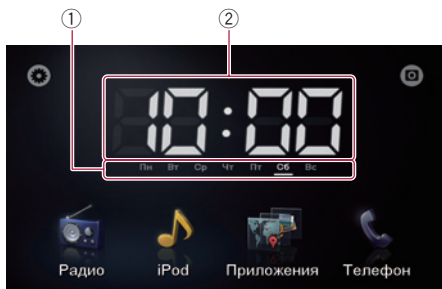 ① ②
10:00
Пн Вт Ср Чт Пт Сб Вс
Радио iPod Приложения Телефон